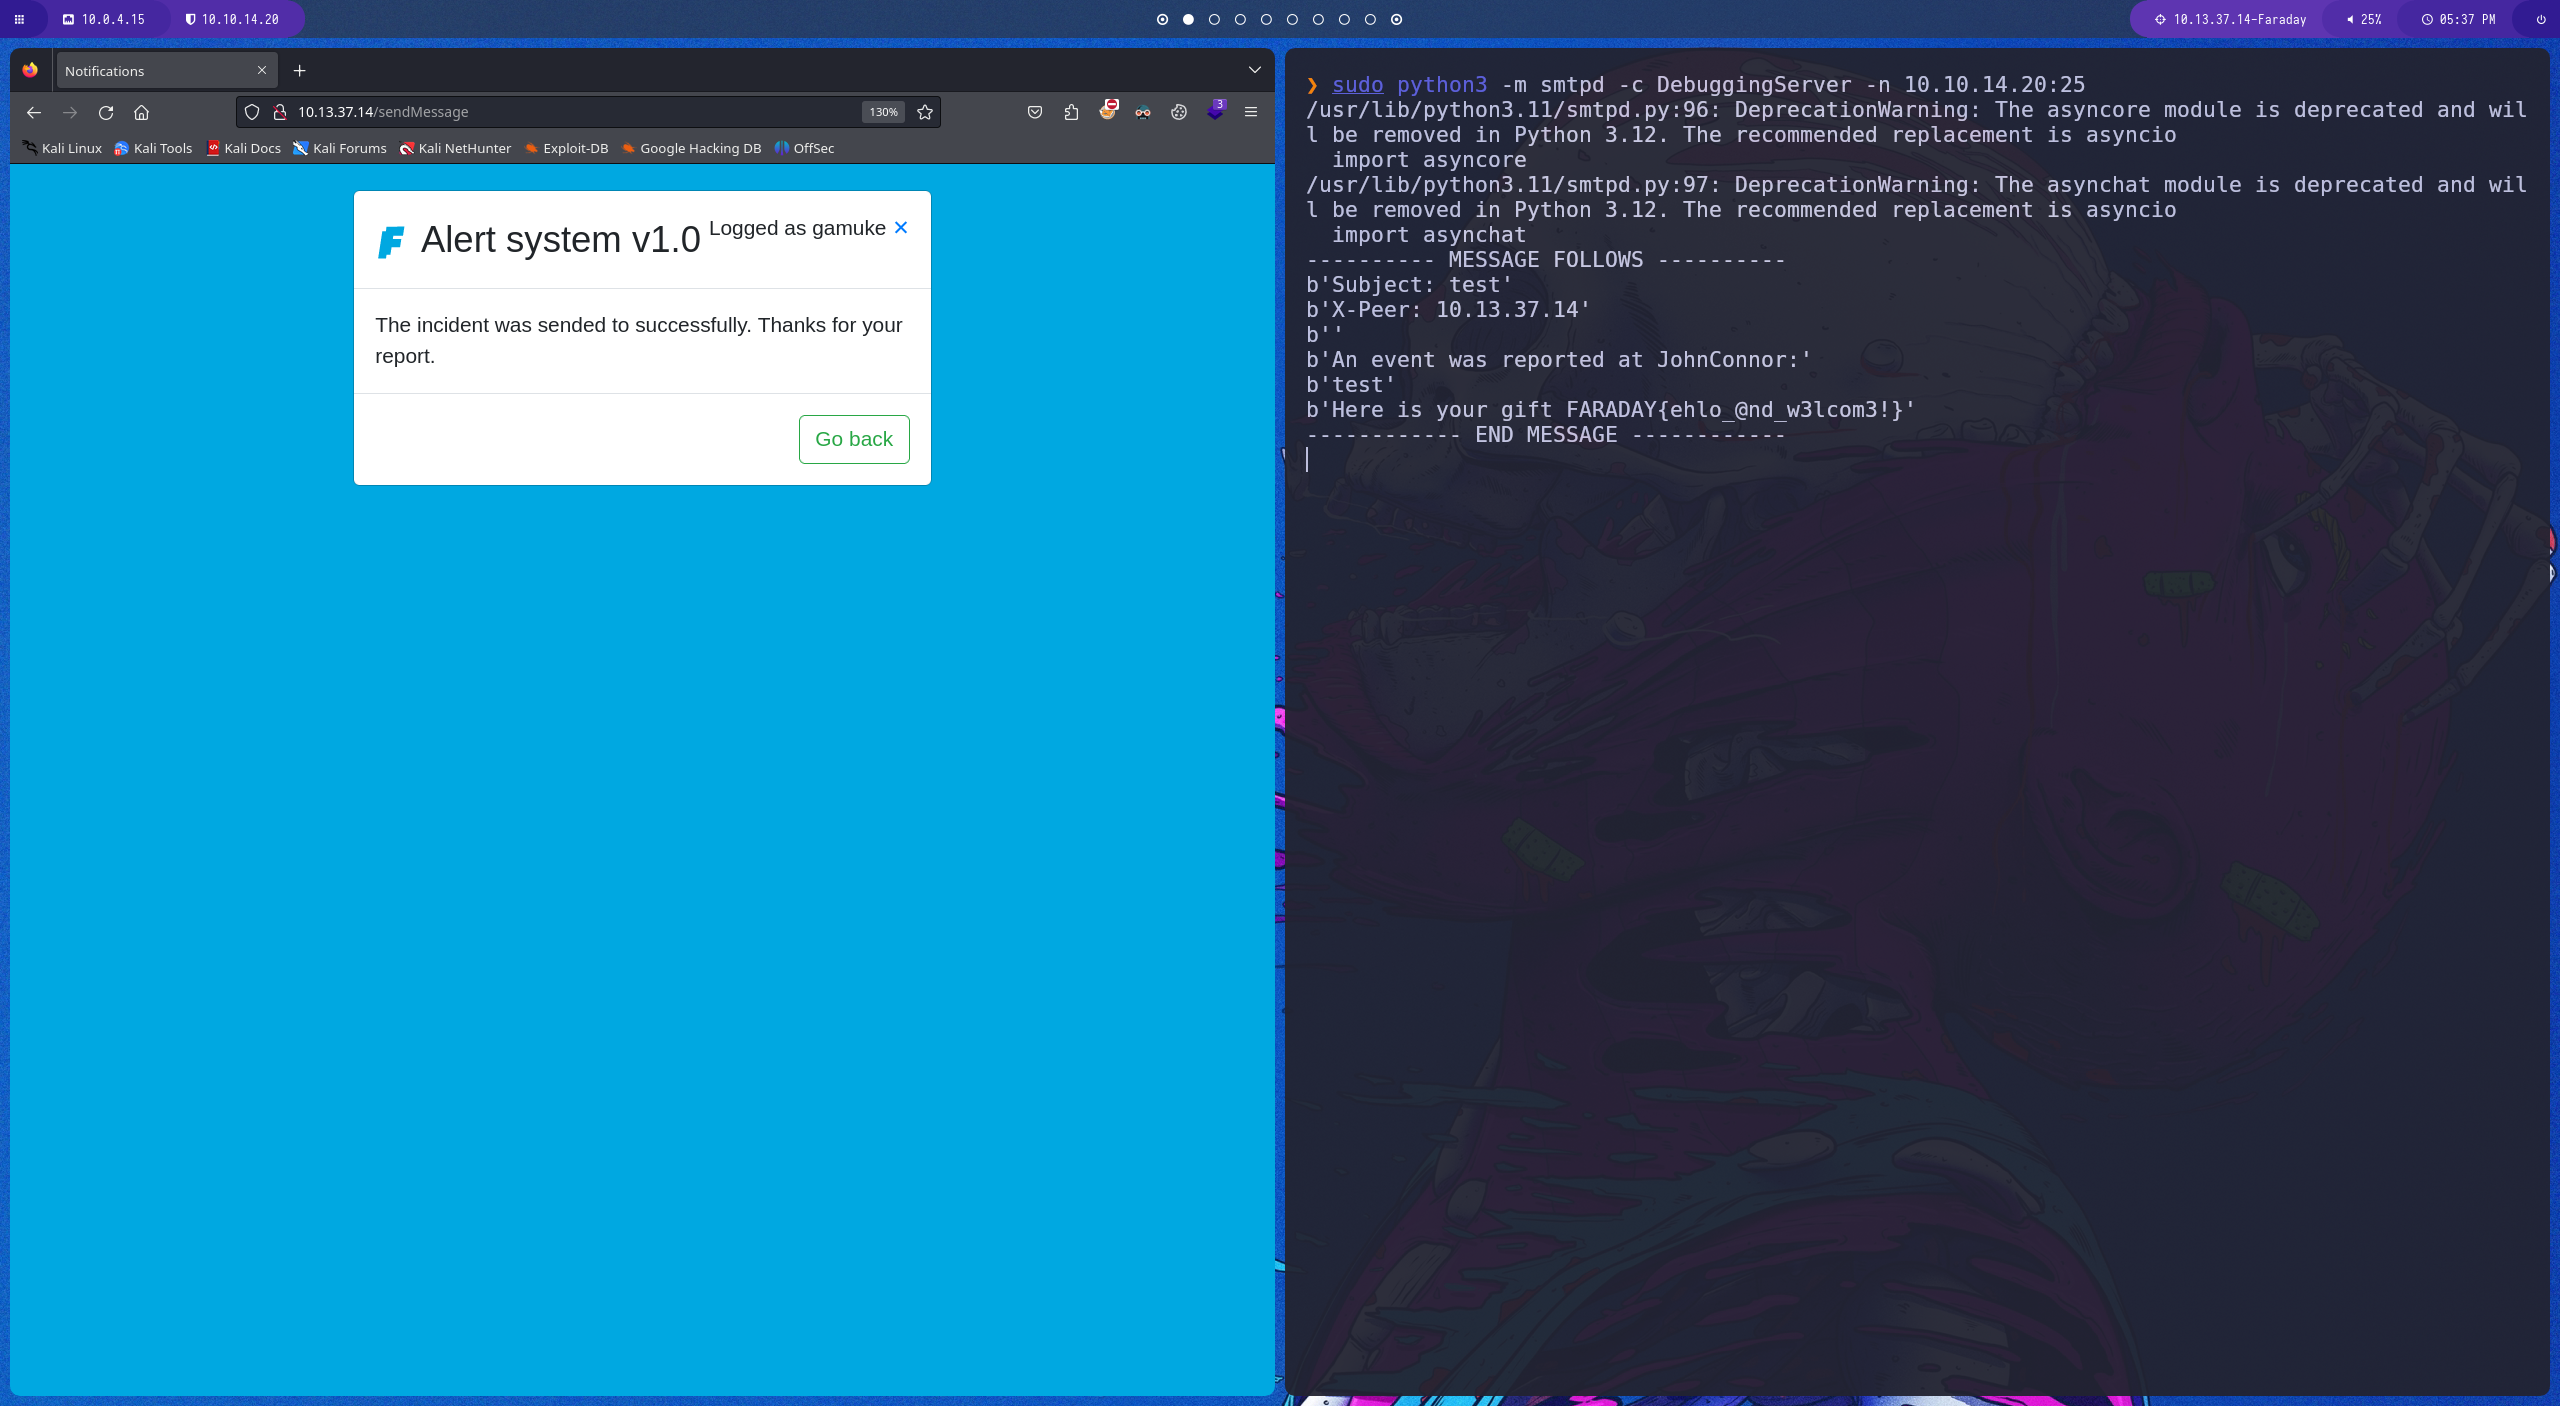 10.0.4.15
10.10.14.20
10.13.37.14-Faraday
25%
05:37 PM
Notifications
10.13.37.14/sendMessage
130%
3
Kali Linux
Kali Tools
Kali Docs
Kali Forums
Kali NetHunter
Exploit-DB
Google Hacking DB
OffSec
Alert system v1.0
Logged as gamuke ×
The incident was sended to successfully. Thanks for your
report.
Go back
❯ sudo python3 -m smtpd -c DebuggingServer -n 10.10.14.20:25
/usr/lib/python3.11/smtpd.py:96: DeprecationWarning: The asyncore module is deprecated and wil
l be removed in Python 3.12. The recommended replacement is asyncio
  import asyncore
/usr/lib/python3.11/smtpd.py:97: DeprecationWarning: The asynchat module is deprecated and wil
l be removed in Python 3.12. The recommended replacement is asyncio
  import asynchat
---------- MESSAGE FOLLOWS ----------
b'Subject: test'
b'X-Peer: 10.13.37.14'
b''
b'An event was reported at JohnConnor:'
b'test'
b'Here is your gift FARADAY{ehlo_@nd_w3lcom3!}'
------------ END MESSAGE ------------